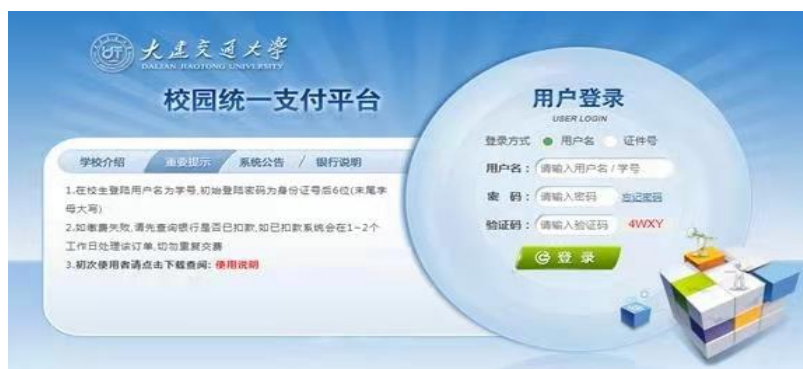 大连交通大学
DALIAN JIAOTONG UNIVERSITY
校园统一支付平台
学校介绍 重要提示 系统公告 / 银行说明
1.在校生登陆用户名为学号,初始登陆密码为身份证号后6位(末尾字
母大写)
2.如缴费失败,请先查询银行是否已扣款,如已扣款系统会在1~2个
工作日处理该订单,切勿重复交费
3.初次使用者请点击下载查阅: 使用说明
用户登录
USER LOGIN
登录方式 用户名 证件号
用户名: 请输入用户名 / 学号
密 码: 请输入密码 忘记密码
验证码: 请输入验证码 4WXY
登 录